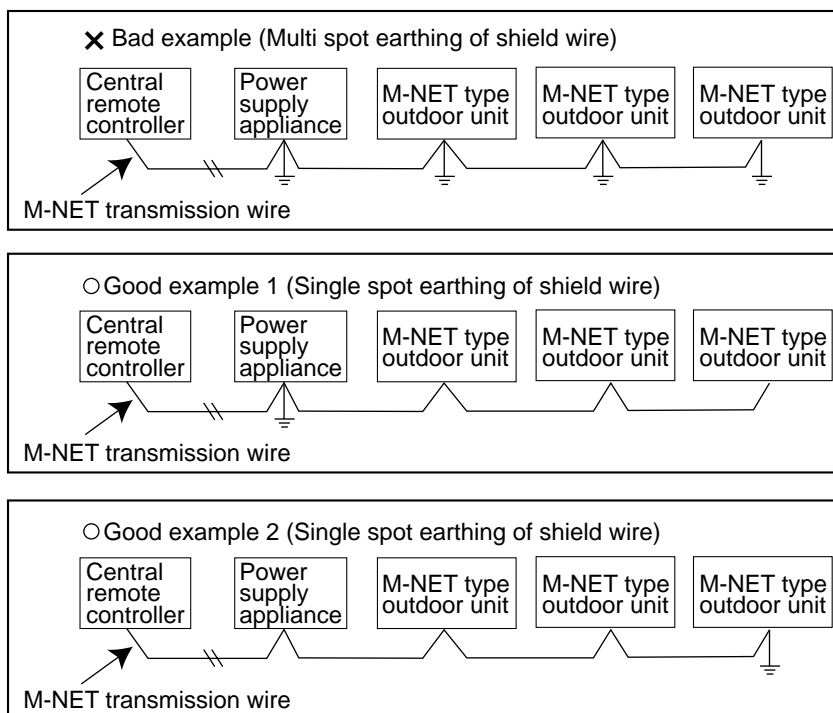 × Bad example (Multi spot earthing of shield wire)
Central
remote
controller
Power
supply
appliance
M-NET type
outdoor unit
M-NET type
outdoor unit
M-NET type
outdoor unit
M-NET transmission wire
○Good example 1 (Single spot earthing of shield wire)
Central
remote
controller
Power
supply
appliance
M-NET type
outdoor unit
M-NET type
outdoor unit
M-NET type
outdoor unit
M-NET transmission wire
○Good example 2 (Single spot earthing of shield wire)
Central
remote
controller
Power
supply
appliance
M-NET type
outdoor unit
M-NET type
outdoor unit
M-NET type
outdoor unit
M-NET transmission wire